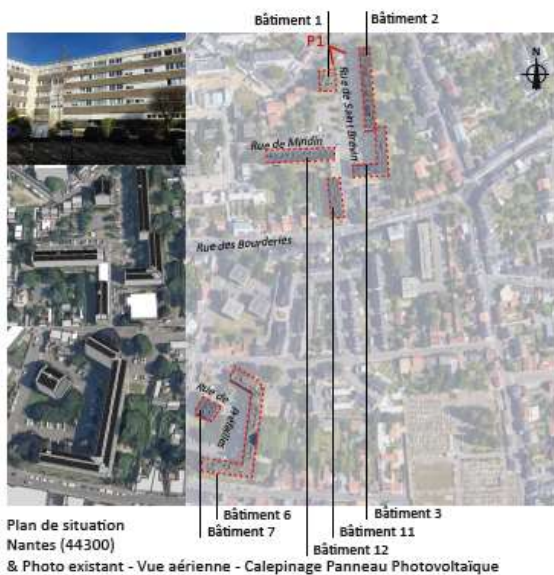 Bâtiment 1
Bâtiment 2
P1
N
Rue de Saint Brévin
Rue de Mindin
Rue des Bourderies
Rue de Préfailles
Bâtiment 6
Bâtiment 7
Bâtiment 3
Bâtiment 11
Bâtiment 12
Plan de situation
Nantes (44300)
& Photo existant - Vue aérienne - Calepinage Panneau Photovoltaïque